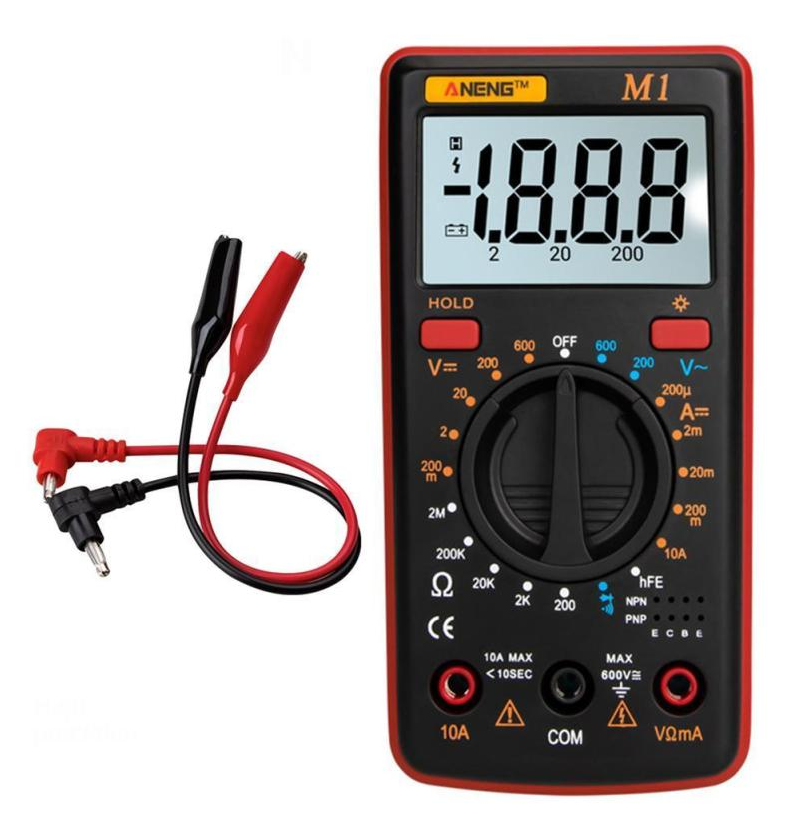 ANENG™ M1
H
-1.8.8.8
2 20 200
HOLD
V⎓ 200 600 OFF 600 200 V~
20 200µ
A⎓
2 2m
200m 20m
2M 200m
200K 10A
Ω 20K 2K 200 hFE
NPN
PNP
E C B E
CE
10A MAX
<10SEC
MAX
600V≅
10A COM VΩmA